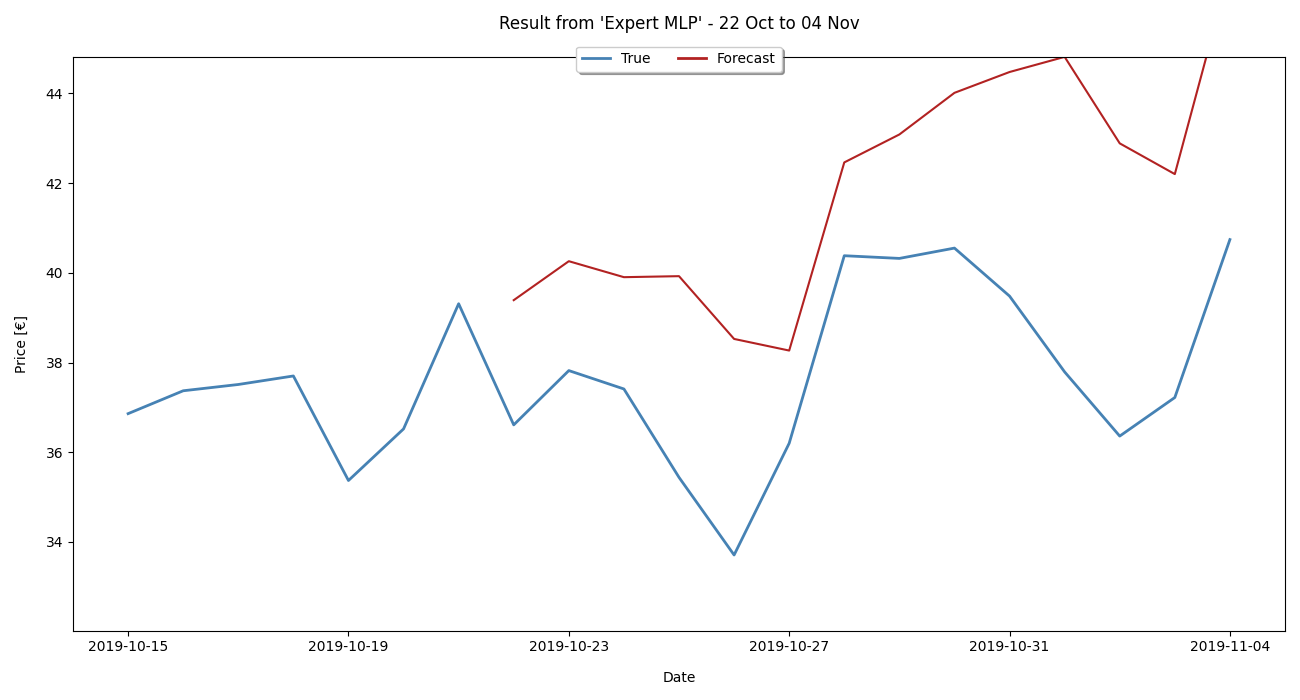 Result from 'Expert MLP' - 22 Oct to 04 Nov
True Forecast
44
42
40
38
36
34
Price [€]
2019-10-15 2019-10-19 2019-10-23 2019-10-27 2019-10-31 2019-11-04
Date